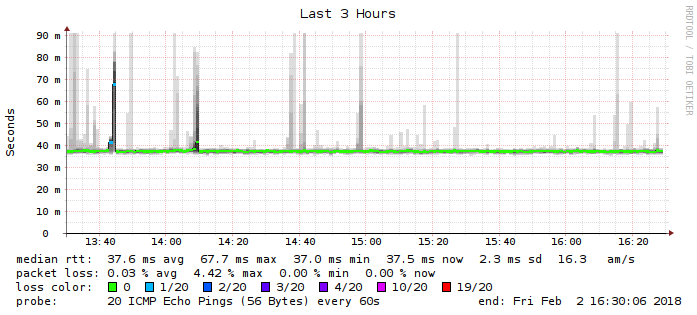 Last 3 Hours
RRDTOOL / TOBI OETIKER
Seconds
90 m
80 m
70 m
60 m
50 m
40 m
30 m
20 m
10 m
0
13:40 14:00 14:20 14:40 15:00 15:20 15:40 16:00 16:20
median rtt: 37.6 ms avg 67.7 ms max 37.0 ms min 37.5 ms now 2.3 ms sd 16.3 am/s
packet loss: 0.03 % avg 4.42 % max 0.00 % min 0.00 % now
loss color: 0 1/20 2/20 3/20 4/20 10/20 19/20
probe: 20 ICMP Echo Pings (56 Bytes) every 60s end: Fri Feb 2 16:30:06 2018